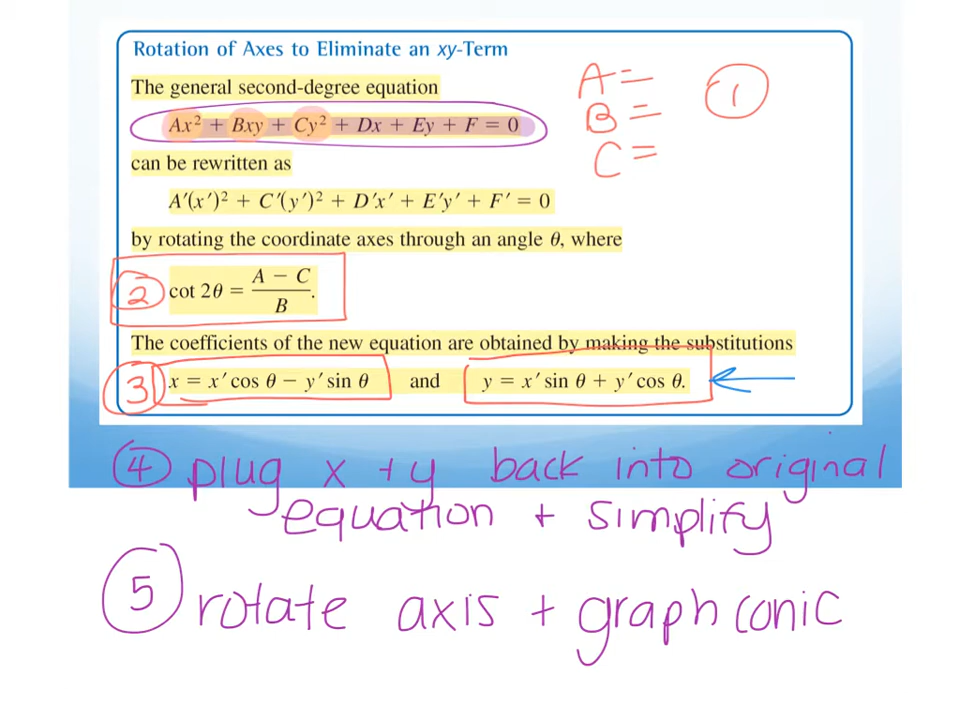 Rotation of Axes to Eliminate an xy-Term
The general second-degree equation
Ax² + Bxy + Cy² + Dx + Ey + F = 0
A =
B =
C =
①
can be rewritten as
A′(x′)² + C′(y′)² + D′x′ + E′y′ + F′ = 0
by rotating the coordinate axes through an angle θ, where
② cot 2θ = (A − C)/B.
The coefficients of the new equation are obtained by making the substitutions
③ x = x′ cos θ − y′ sin θ and y = x′ sin θ + y′ cos θ.
④ plug x + y back into original
equation + simplify
⑤ rotate axis + graph conic